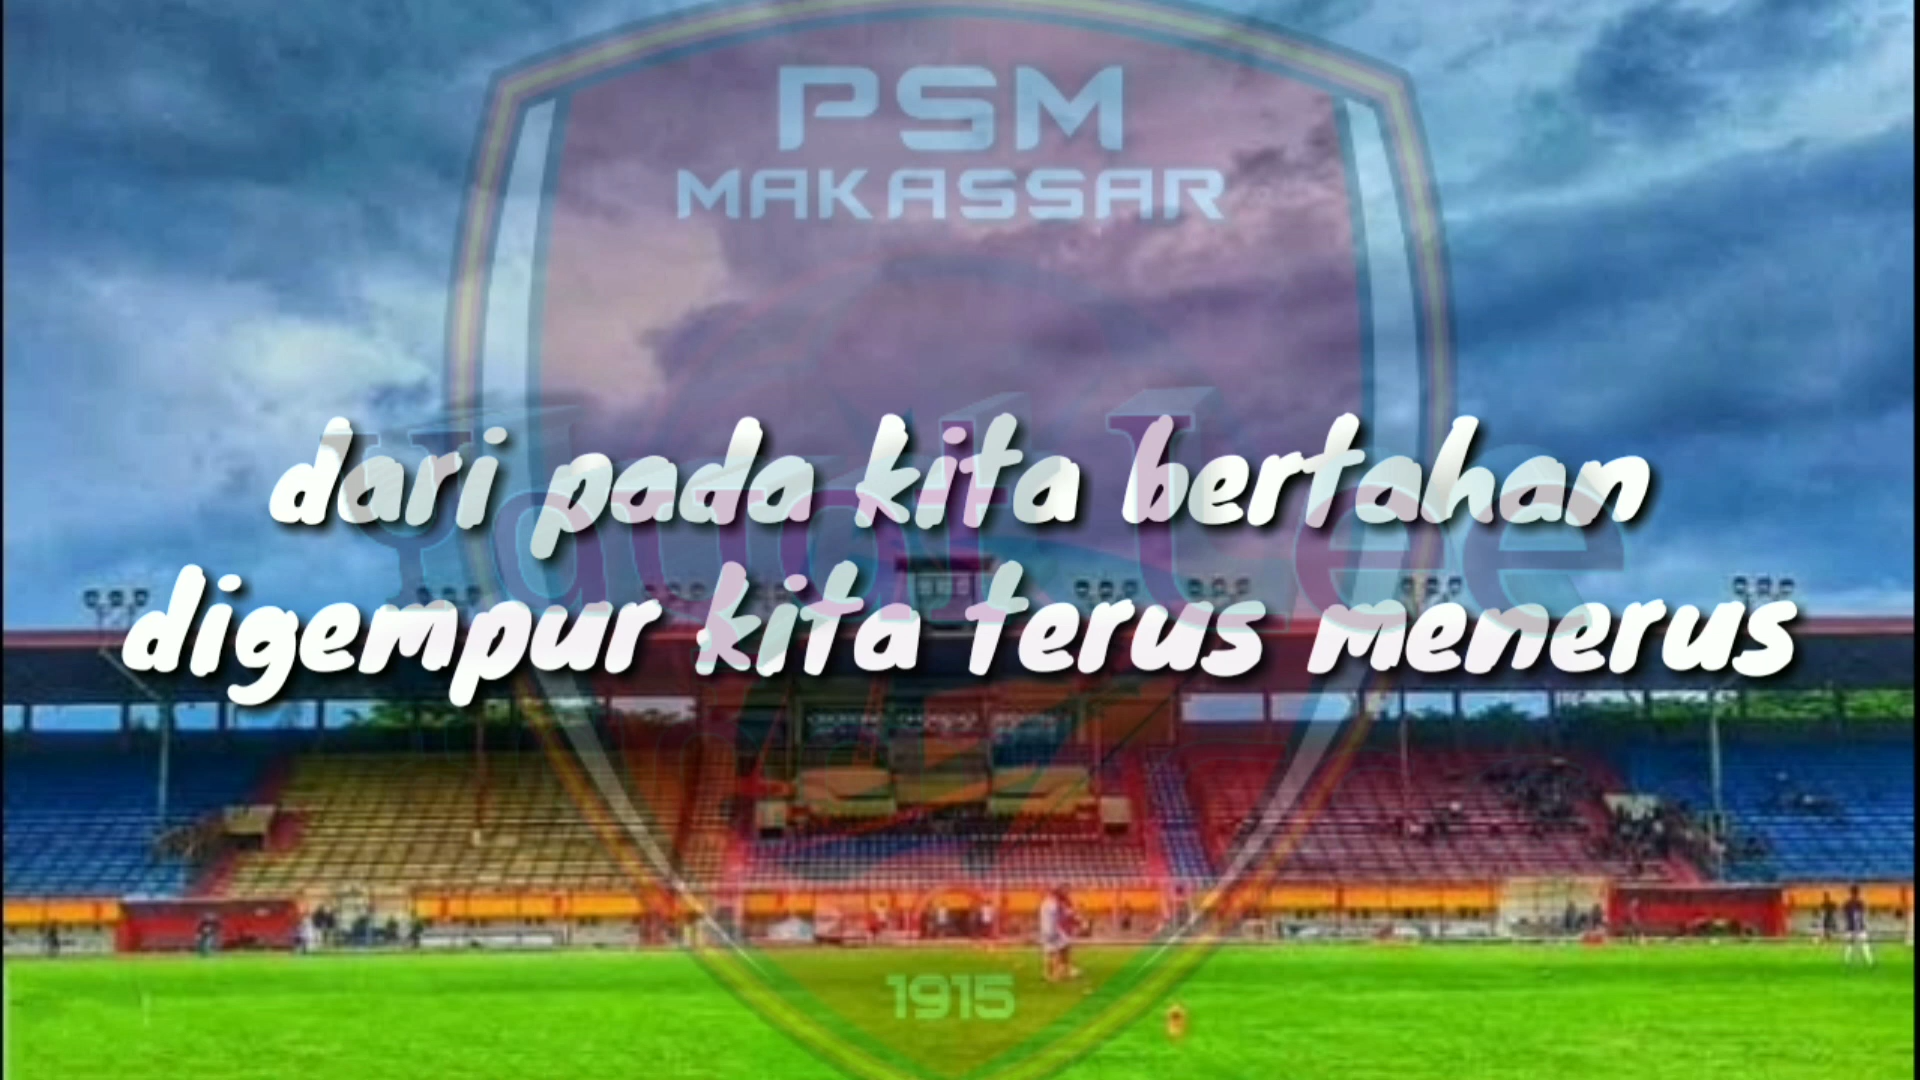 PSM
MAKASSAR
dari pada kita bertahan
digempur kita terus menerus
1915